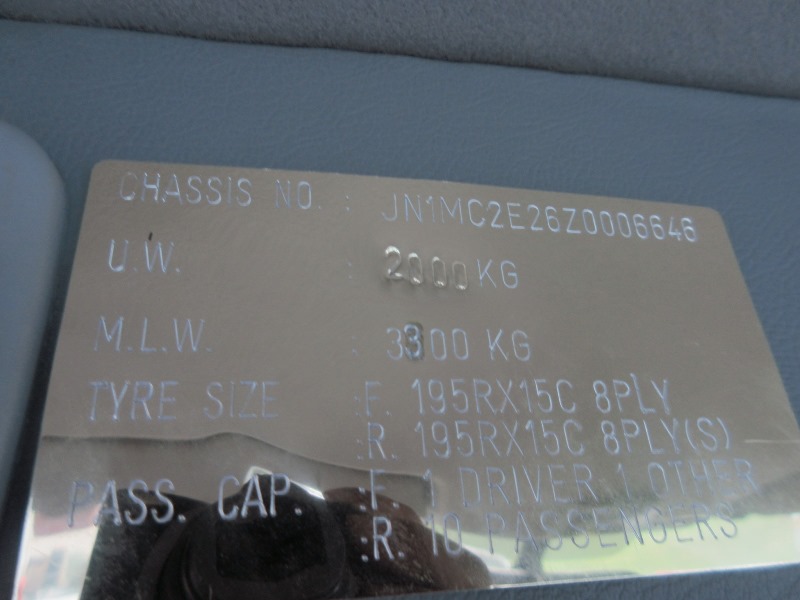 CHASSIS NO. : JN1MC2E26Z0006646
U.W. : 2000 KG
M.L.W. : 3300 KG
TYRE SIZE :F. 195RX15C 8PLY
:R. 195RX15C 8PLY(S)
PASS. CAP. :F. 1 DRIVER 1 OTHER
:R. 10 PASSENGERS